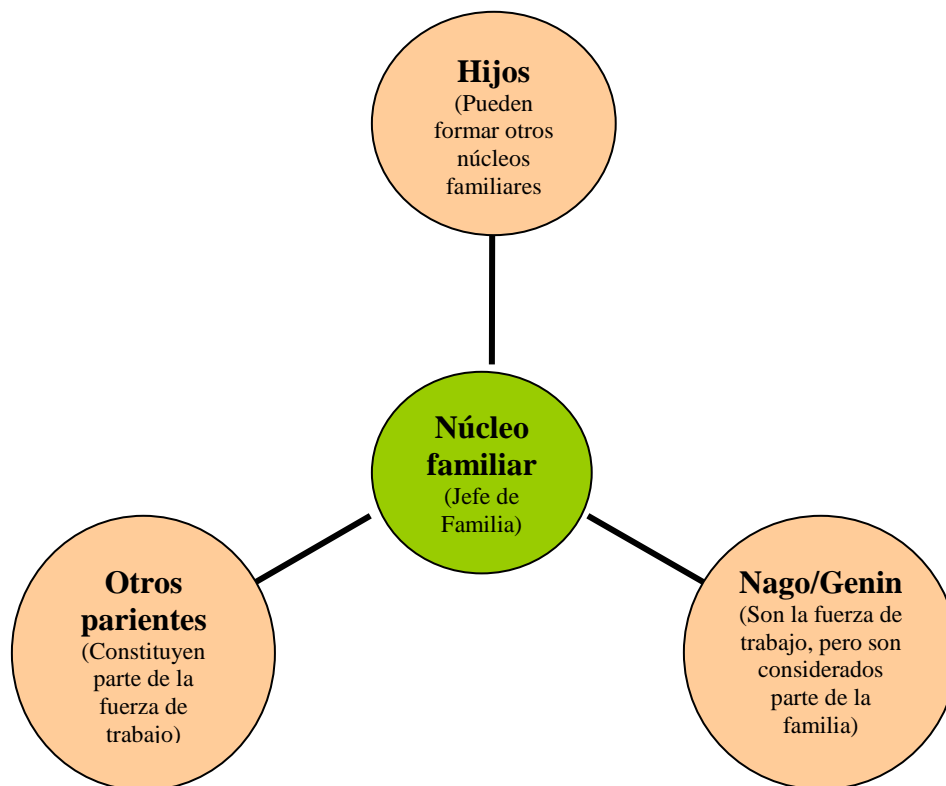 Hijos
(Pueden
formar otros
núcleos
familiares
Núcleo
familiar
(Jefe de
Familia)
Otros
parientes
(Constituyen
parte de la
fuerza de
trabajo)
Nago/Genin
(Son la fuerza de
trabajo, pero son
considerados
parte de la
familia)